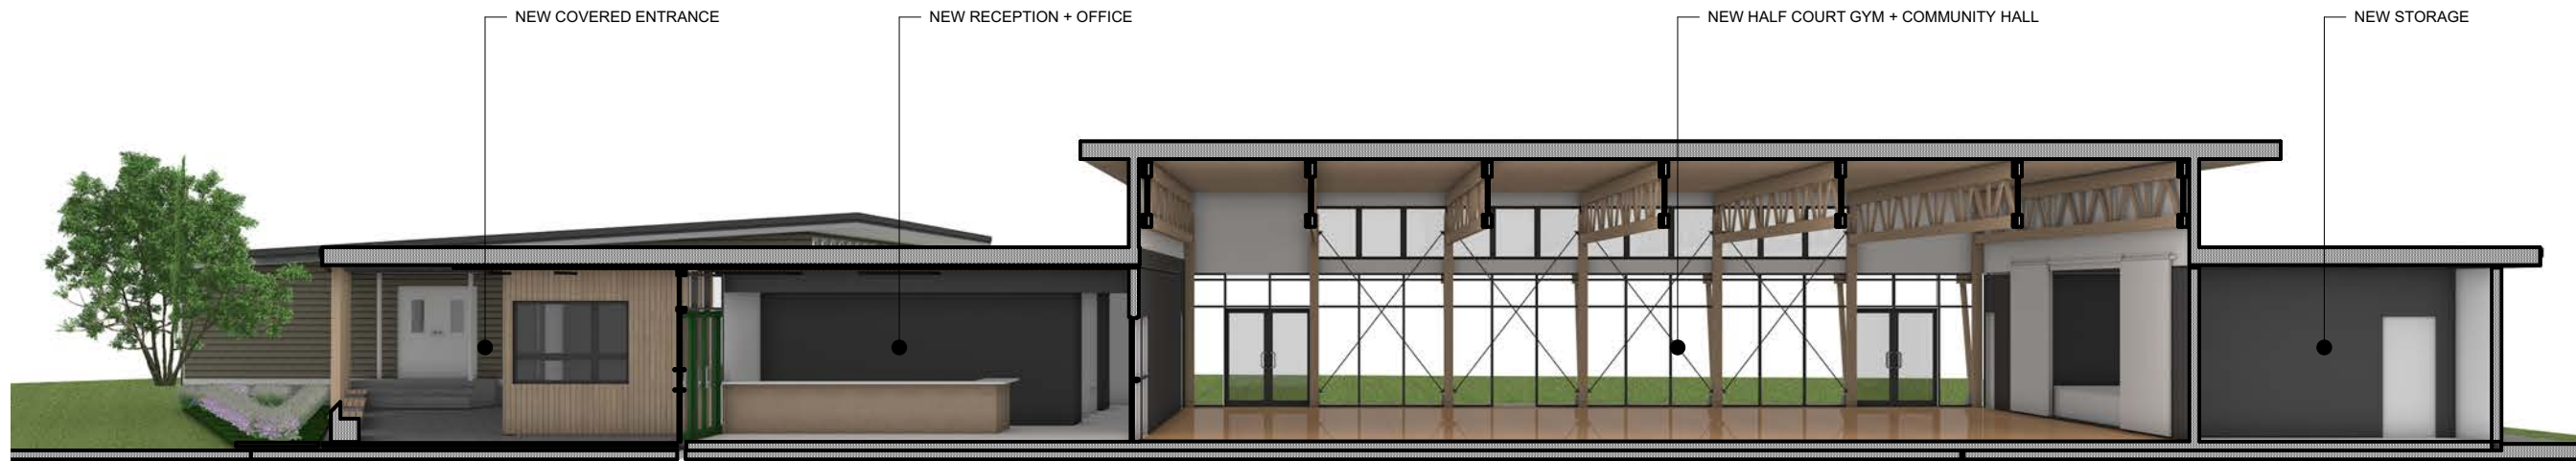 NEW COVERED ENTRANCE
NEW RECEPTION + OFFICE
NEW HALF COURT GYM + COMMUNITY HALL
NEW STORAGE